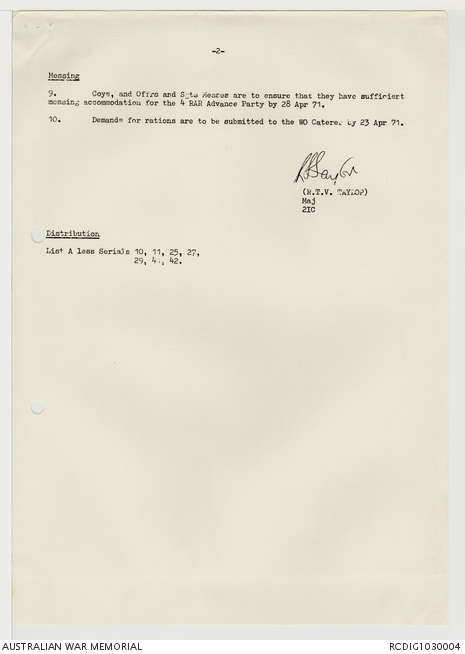 -2-
Messing
9. Coys, and Offrs and Sgts Messes are to ensure that they have sufficient
messing accommodation for the 4 RAR Advance Party by 28 Apr 71.
10. Demands for rations are to be submitted to the WO Caterer by 23 Apr 71.
(R.T.V. TAYLOR)
Maj
2IC
Distribution
List A less Serials 10, 11, 25, 27,
29, 42.
AUSTRALIAN WAR MEMORIAL
RCDIG1030004